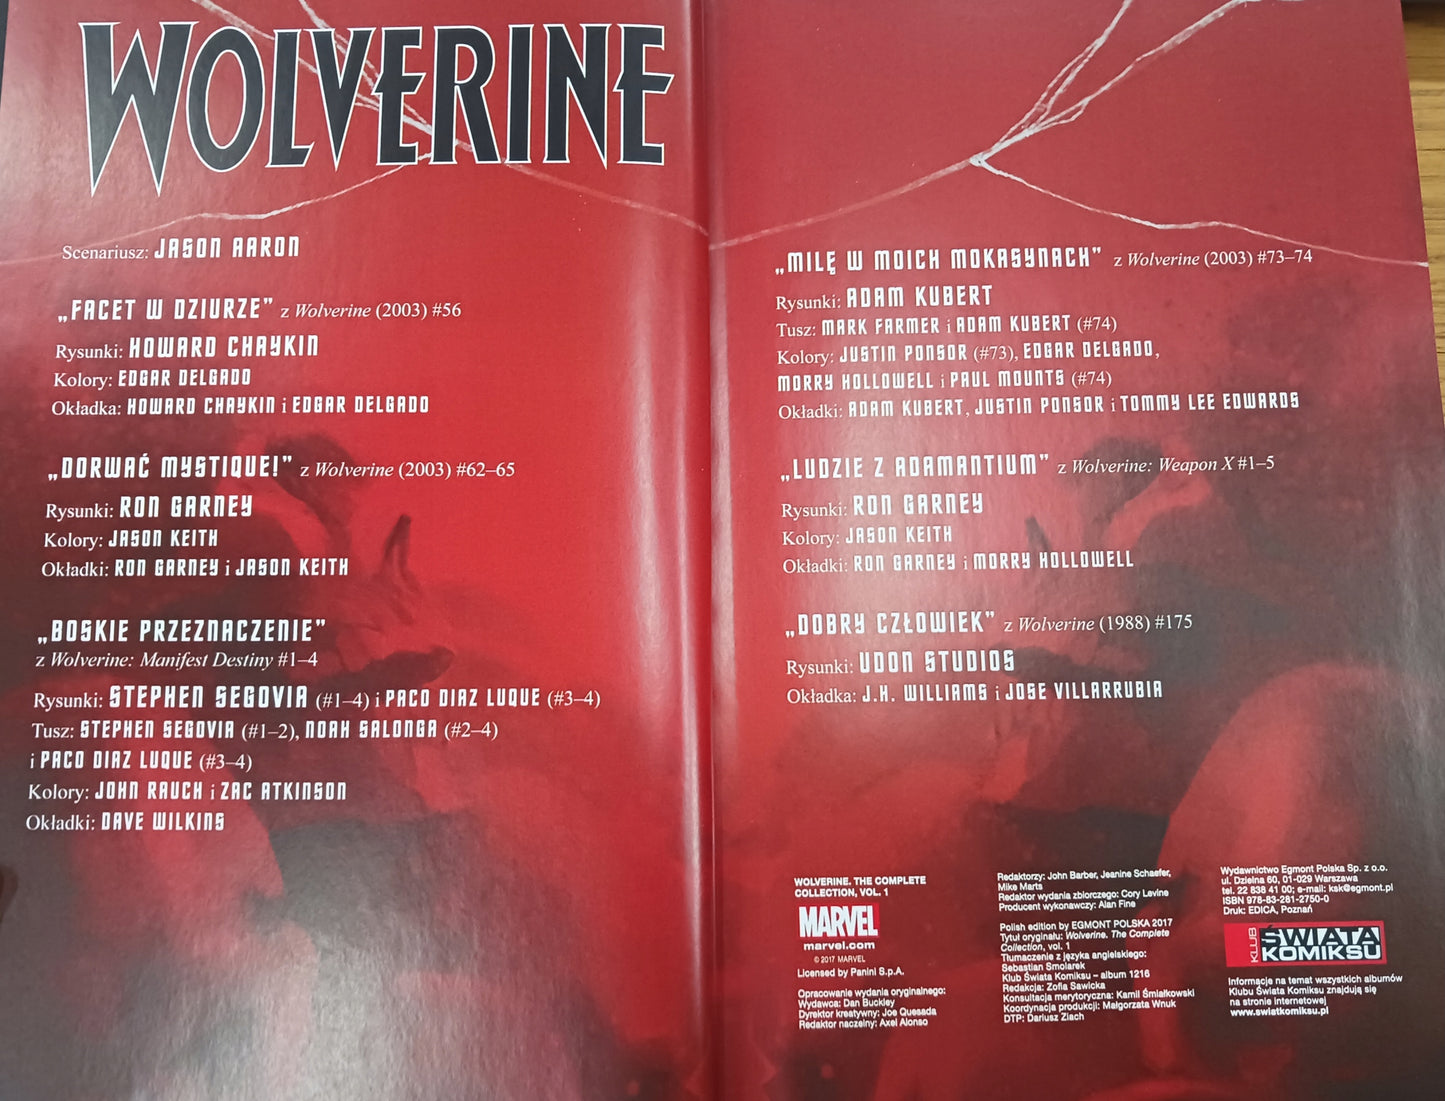 WOLVERINE
Scenariusz: JASON AARON
„FACET W DZIURZE” z Wolverine (2003) #56
Rysunki: HOWARD CHAYKIN
Kolory: EDGAR DELGADO
Okładka: HOWARD CHAYKIN i EDGAR DELGADO
„DORWAĆ MYSTIQUE!” z Wolverine (2003) #62–65
Rysunki: RON GARNEY
Kolory: JASON KEITH
Okładki: RON GARNEY i JASON KEITH
„BOSKIE PRZEZNACZENIE”
z Wolverine: Manifest Destiny #1–4
Rysunki: STEPHEN SEGOVIA (#1–4) i PACO DIAZ LUQUE (#3–4)
Tusz: STEPHEN SEGOVIA (#1–2), NOAH SALONGA (#2–4)
i PACO DIAZ LUQUE (#3–4)
Kolory: JOHN RAUCH i ZAC ATKINSON
Okładki: DAVE WILKINS
„MILĘ W MOICH MOKASYNACH” z Wolverine (2003) #73–74
Rysunki: ADAM KUBERT
Tusz: MARK FARMER i ADAM KUBERT (#74)
Kolory: JUSTIN PONSOR (#73), EDGAR DELGADO,
MORRY HOLLOWELL i PAUL MOUNTS (#74)
Okładki: ADAM KUBERT, JUSTIN PONSOR i TOMMY LEE EDWARDS
„LUDZIE Z ADAMANTIUM” z Wolverine: Weapon X #1–5
Rysunki: RON GARNEY
Kolory: JASON KEITH
Okładki: RON GARNEY i MORRY HOLLOWELL
„DOBRY CZŁOWIEK” z Wolverine (1988) #175
Rysunki: UDON STUDIOS
Okładka: J.H. WILLIAMS i JOSE VILLARRUBIA
WOLVERINE. THE COMPLETE
COLLECTION, VOL. 1
MARVEL
marvel.com
© 2017 MARVEL
Licensed by Panini S.p.A.
Opracowanie wydania oryginalnego:
Wydawca: Dan Buckley
Dyrektor kreatywny: Joe Quesada
Redaktor naczelny: Axel Alonso
Redaktorzy: John Barber, Jeanine Schaefer,
Mike Marts
Redaktor wydania zbiorczego: Cory Levine
Producent wykonawczy: Alan Fine
Polish edition by EGMONT POLSKA 2017
Tytuł oryginału: Wolverine. The Complete
Collection, vol. 1
Tłumaczenie z języka angielskiego:
Sebastian Smolarek
Klub Świata Komiksu – album 1216
Redakcja: Zofia Sawicka
Konsultacja merytoryczna: Kamil Śmiałkowski
Koordynacja produkcji: Małgorzata Wnuk
DTP: Dariusz Ziach
Wydawnictwo Egmont Polska Sp. z o.o.
ul. Dzielna 60, 01-029 Warszawa
tel. 22 838 41 00; e-mail: ksk@egmont.pl
ISBN 978-83-281-2750-0
Druk: EDICA, Poznań
KLUB ŚWIATA
KOMIKSU
Informacje na temat wszystkich albumów
Klubu Świata Komiksu znajdują się
na stronie internetowej
www.swiatkomiksu.pl